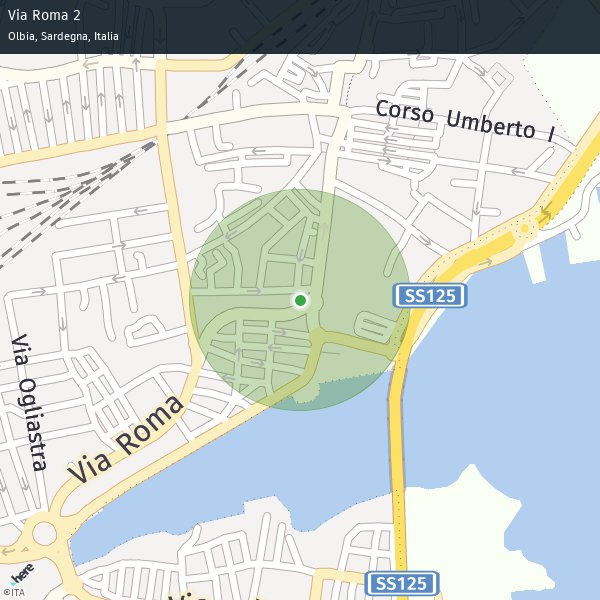 Via Roma 2
Olbia, Sardegna, Italia
Corso Umberto I
SS125
Via Ogliastra
Via Roma
SS125
here
©ITA